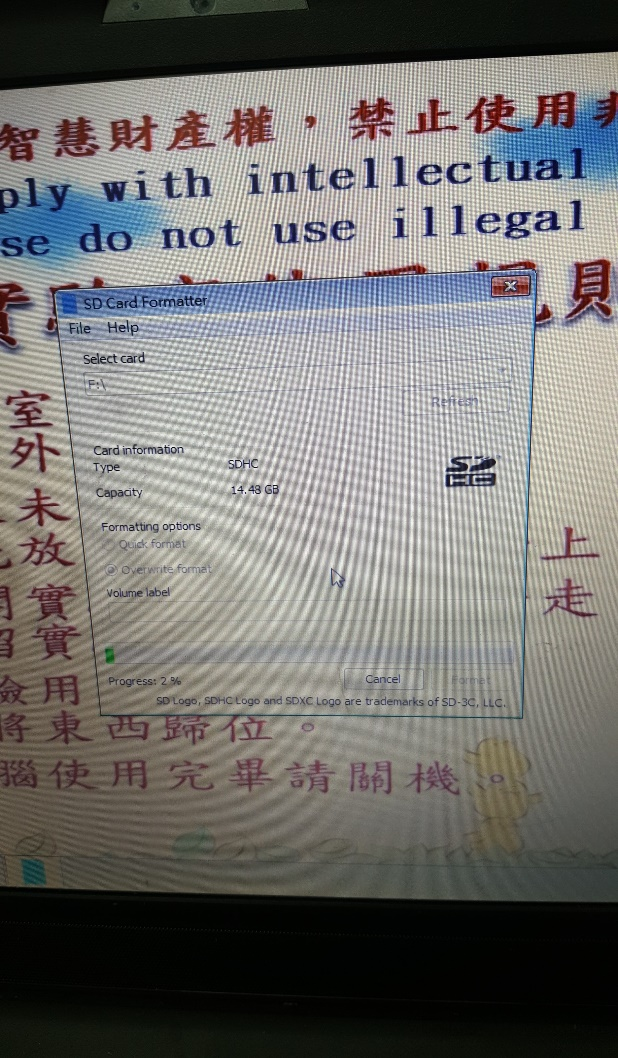 智慧財產權，禁止使用非
ply with intellectual
se do not use illegal
SD Card Formatter
File Help
Select card
F:\
Refresh
Card information
Type SDHC
SD
HC
Capacity 14.48 GB
Formatting options
Quick format
Overwrite format
Volume label
Progress: 2 %
Cancel
Format
SD Logo, SDHC Logo and SDXC Logo are trademarks of SD-3C, LLC.
室
外
未
放
實
實
用
上
走
將東西歸位。
腦使用完畢請關機。